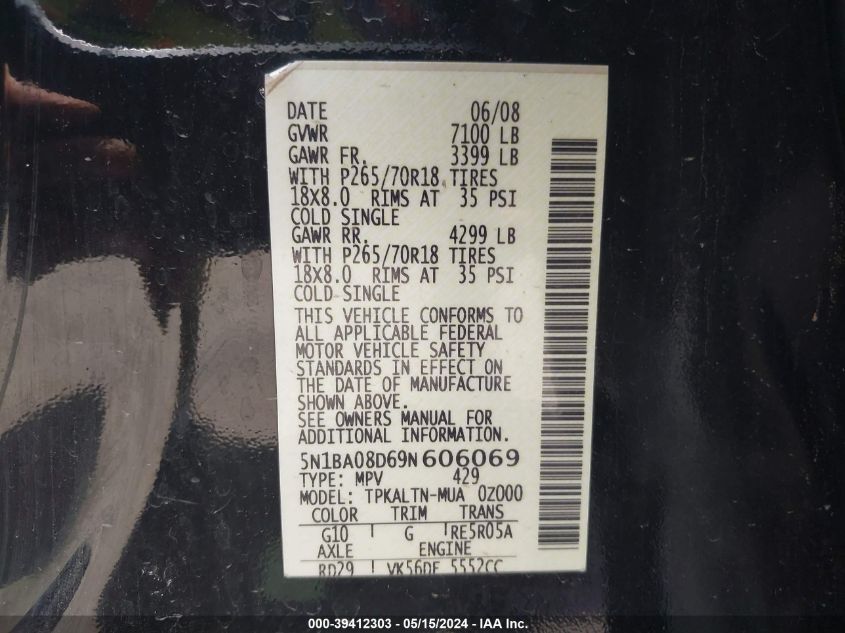 DATE 06/08
GVWR 7100 LB
GAWR FR. 3399 LB
WITH P265/70R18 TIRES
18X8.0 RIMS AT 35 PSI
COLD SINGLE
GAWR RR. 4299 LB
WITH P265/70R18 TIRES
18X8.0 RIMS AT 35 PSI
COLD SINGLE
THIS VEHICLE CONFORMS TO
ALL APPLICABLE FEDERAL
MOTOR VEHICLE SAFETY
STANDARDS IN EFFECT ON
THE DATE OF MANUFACTURE
SHOWN ABOVE.
SEE OWNERS MANUAL FOR
ADDITIONAL INFORMATION.
5N1BA08D69N606069
TYPE: MPV 429
MODEL: TPKALTN-MUA 0Z000
COLOR TRIM TRANS
G10 G RE5R05A
AXLE ENGINE
RD29 VK56DE 5552CC
000-39412303 - 05/15/2024 - IAA Inc.